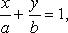 x/a + y/b = 1,